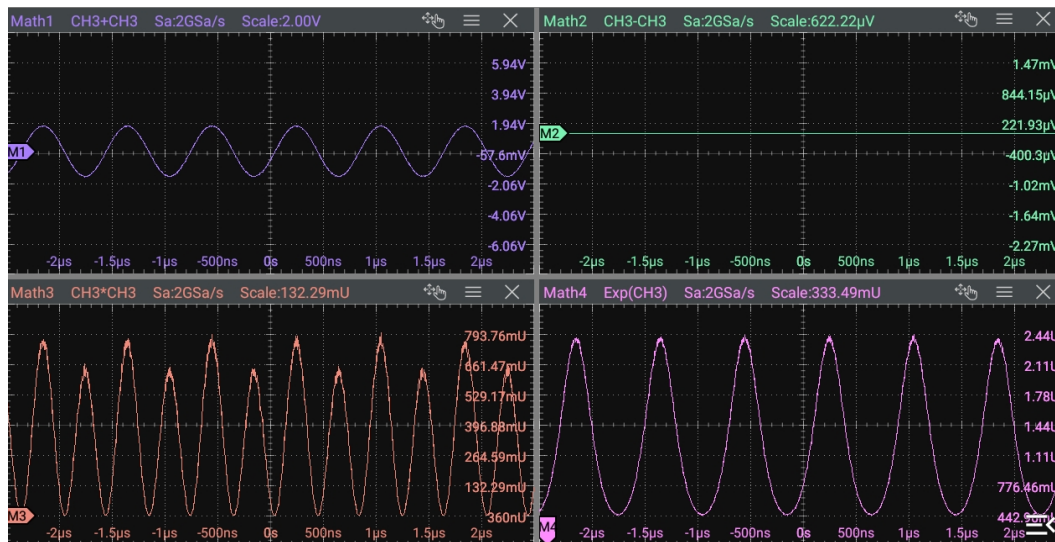 Math1 CH3+CH3 Sa:2GSa/s Scale:2.00V
5.94V
3.94V
1.94V
M1
-57.6mV
-2.06V
-4.06V
-6.06V
-2µs -1.5µs -1µs -500ns 0s 500ns 1µs 1.5µs 2µs
Math2 CH3-CH3 Sa:2GSa/s Scale:622.22µV
1.47mV
844.15µV
221.93µV
M2
-400.3µV
-1.02mV
-1.64mV
-2.27mV
-2µs -1.5µs -1µs -500ns 0s 500ns 1µs 1.5µs 2µs
Math3 CH3*CH3 Sa:2GSa/s Scale:132.29mU
793.76mU
661.47mU
529.17mU
396.88mU
264.59mU
132.29mU
M3
360nU
-2µs -1.5µs -1µs -500ns 0s 500ns 1µs 1.5µs 2µs
Math4 Exp(CH3) Sa:2GSa/s Scale:333.49mU
2.44U
2.11U
1.78U
1.44U
1.11U
776.46mU
M4
-2µs -1.5µs -1µs -500ns 0s 500ns 1µs 1.5µs 2µs